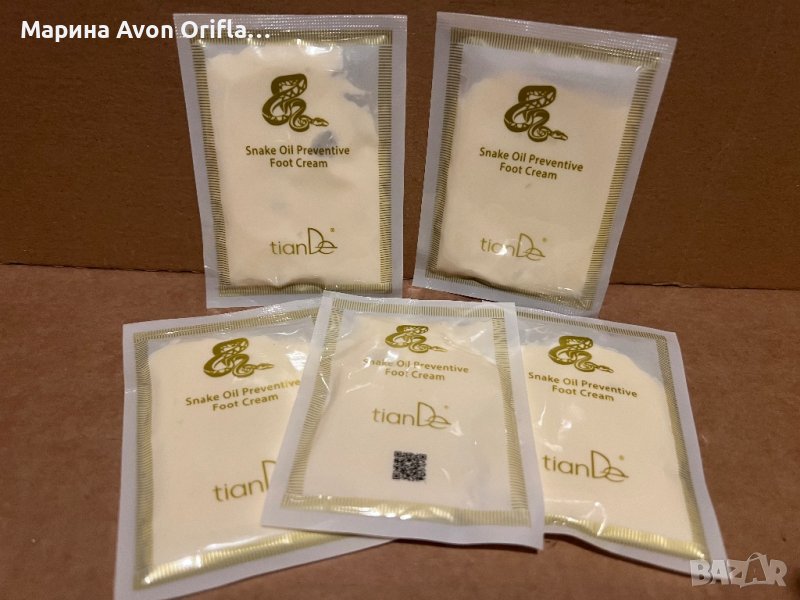 Марина Avon Orifla...
Snake Oil Preventive
Foot Cream
tianDe®
Snake Oil Preventive
Foot Cream
tianDe®
Snake Oil Preventive
Foot Cream
tianDe
Snake Oil Preventive
Foot Cream
tianDe®
Snake Oil Preventive
Foot Cream
tianDe®
BAZAR